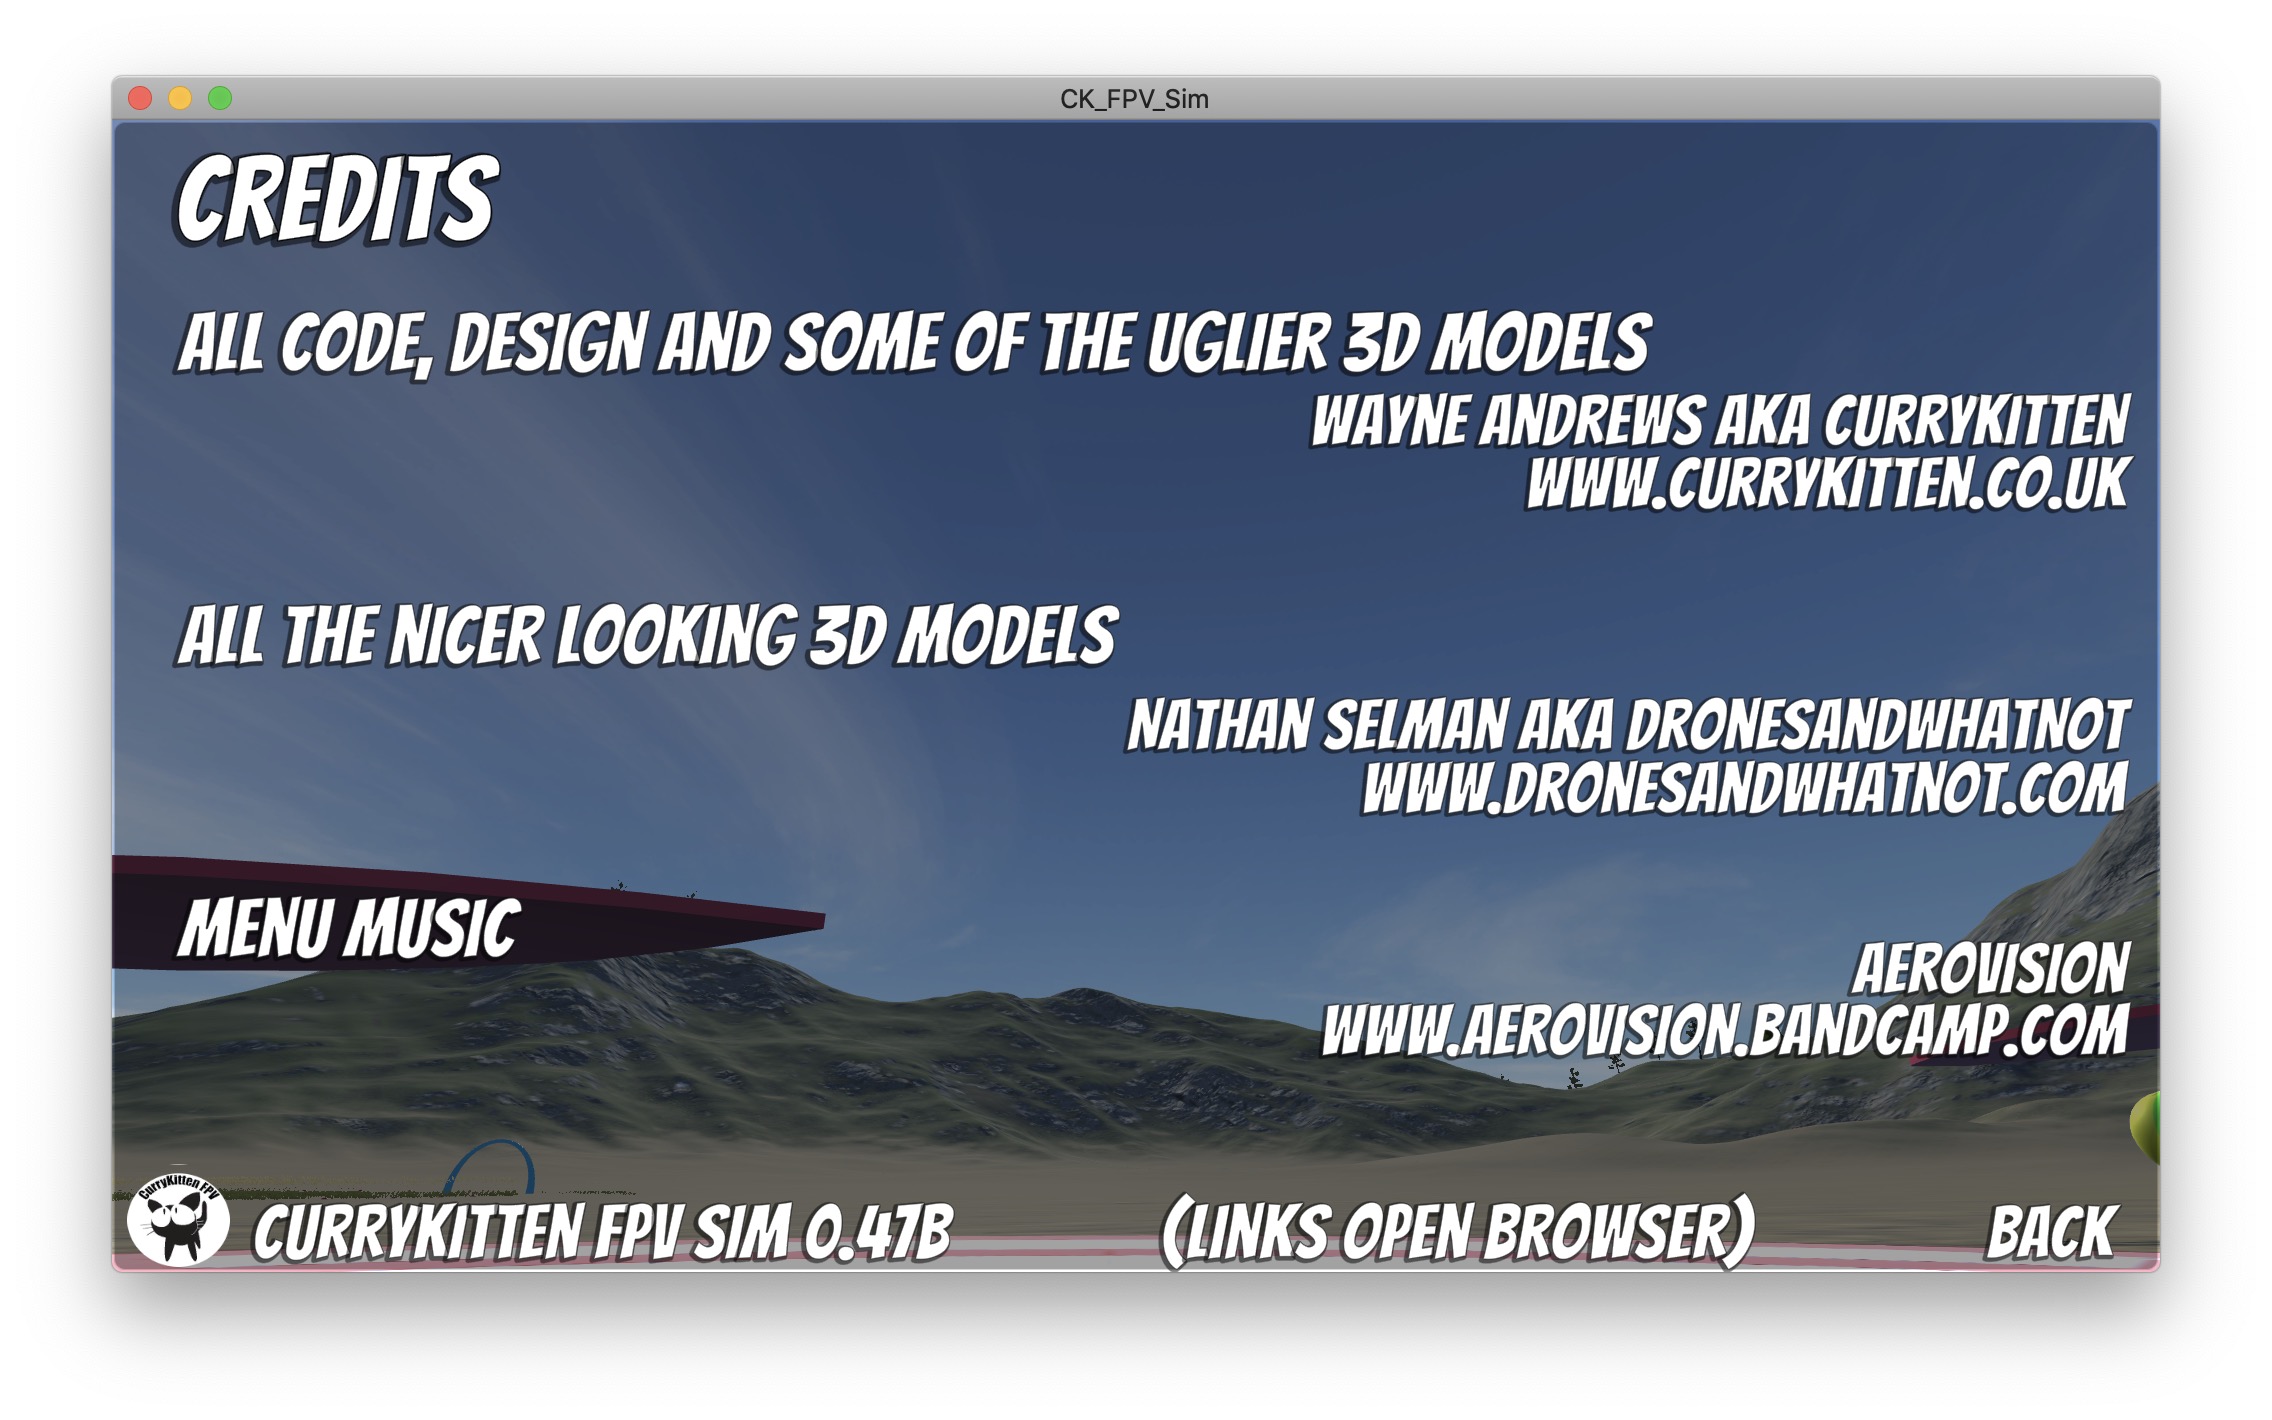 CK_FPV_Sim
CREDITS
ALL CODE, DESIGN AND SOME OF THE UGLIER 3D MODELS
WAYNE ANDREWS AKA CURRYKITTEN
WWW.CURRYKITTEN.CO.UK
ALL THE NICER LOOKING 3D MODELS
NATHAN SELMAN AKA DRONESANDWHATNOT
WWW.DRONESANDWHATNOT.COM
MENU MUSIC
AEROVISION
WWW.AEROVISION.BANDCAMP.COM
CurryKitten FPV
CURRYKITTEN FPV SIM 0.47B
(LINKS OPEN BROWSER)
BACK